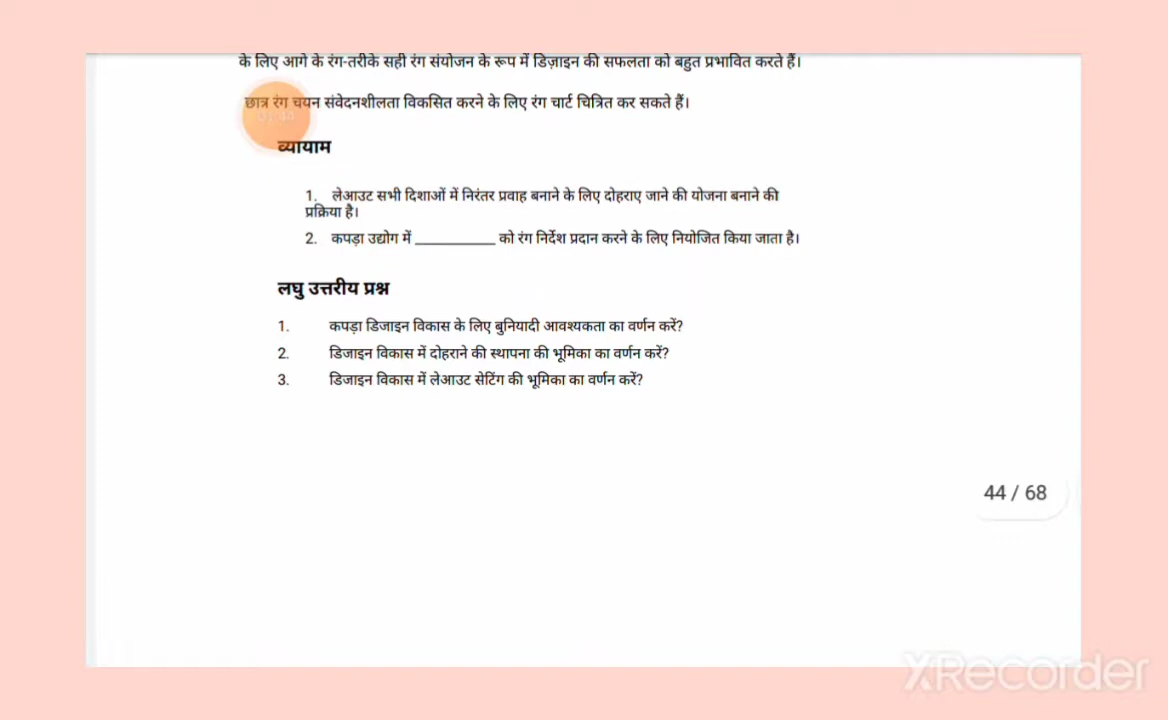 के लिए आगे के रंग-तरीके सही रंग संयोजन के रूप में डिज़ाइन की सफलता को बहुत प्रभावित करते हैं।
छात्र रंग चयन संवेदनशीलता विकसित करने के लिए रंग चार्ट चित्रित कर सकते हैं।
व्यायाम
1. लेआउट सभी दिशाओं में निरंतर प्रवाह बनाने के लिए दोहराए जाने की योजना बनाने की
प्रक्रिया है।
2. कपड़ा उद्योग में __________ को रंग निर्देश प्रदान करने के लिए नियोजित किया जाता है।
लघु उत्तरीय प्रश्न
1. कपड़ा डिजाइन विकास के लिए बुनियादी आवश्यकता का वर्णन करें?
2. डिजाइन विकास में दोहराने की स्थापना की भूमिका का वर्णन करें?
3. डिजाइन विकास में लेआउट सेटिंग की भूमिका का वर्णन करें?
44 / 68
XRecorder